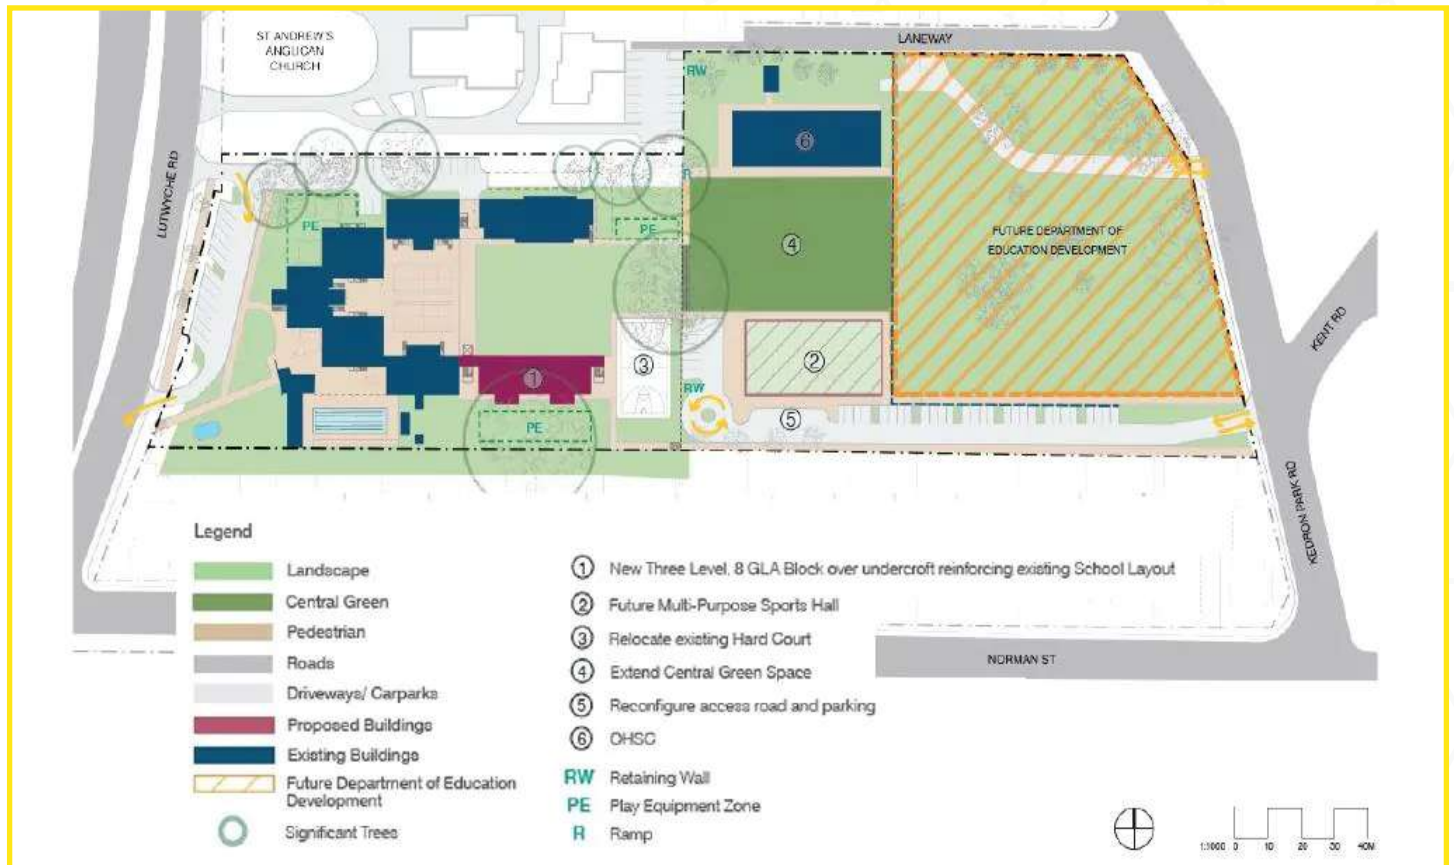 ST ANDREW'S
ANGLICAN
CHURCH
LANEWAY
LUTWYCHE RD
RW
6
R
PE
PE
4
FUTURE DEPARTMENT OF
EDUCATION DEVELOPMENT
KENT RD
3
2
1
RW
5
PE
KEDRON PARK RD
NORMAN ST
Legend
Landscape
Central Green
Pedestrian
Roads
Driveways/ Carparks
Proposed Buildings
Existing Buildings
Future Department of Education
Development
Significant Trees
1 New Three Level, 8 GLA Block over undercroft reinforcing existing School Layout
2 Future Multi-Purpose Sports Hall
3 Relocate existing Hard Court
4 Extend Central Green Space
5 Reconfigure access road and parking
6 OHSC
RW Retaining Wall
PE Play Equipment Zone
R Ramp
1:1000 0 10 20 30 40M